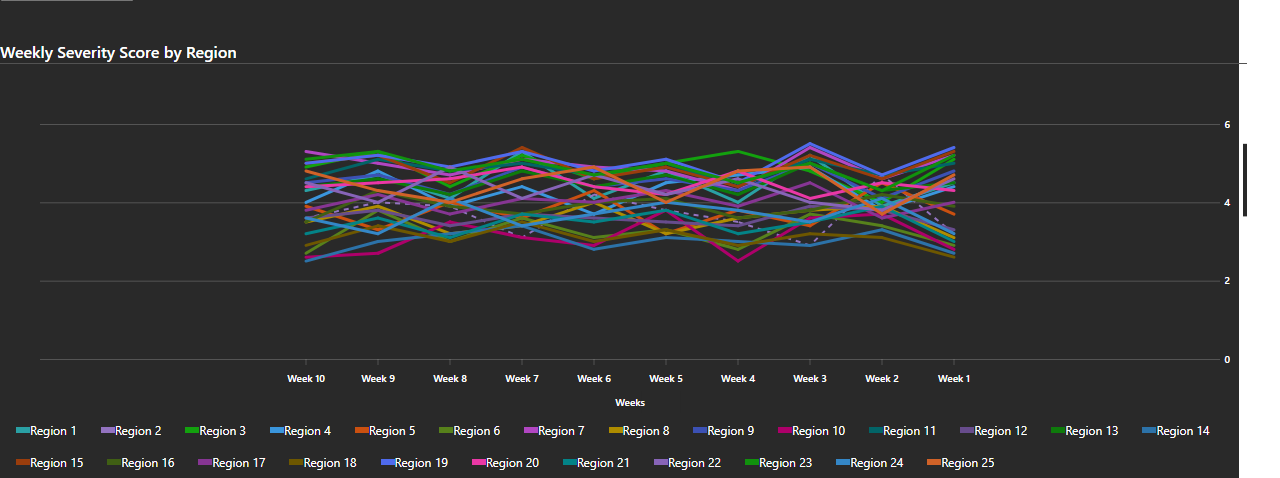 Weekly Severity Score by Region
6
4
2
0
Week 10 Week 9 Week 8 Week 7 Week 6 Week 5 Week 4 Week 3 Week 2 Week 1
Weeks
Region 1 Region 2 Region 3 Region 4 Region 5 Region 6 Region 7 Region 8 Region 9 Region 10 Region 11 Region 12 Region 13 Region 14
Region 15 Region 16 Region 17 Region 18 Region 19 Region 20 Region 21 Region 22 Region 23 Region 24 Region 25